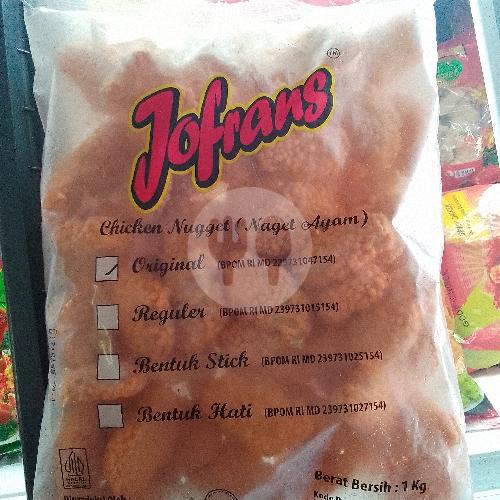 Jofrans
Chicken Nugget ( Naget Ayam )
Original (BPOM RI MD 239731047154)
Reguler (BPOM RI MD 239731015154)
Bentuk Stick (BPOM RI MD 239731025154)
Bentuk Hati (BPOM RI MD 239731027154)
Berat Bersih : 1 Kg
HALAL